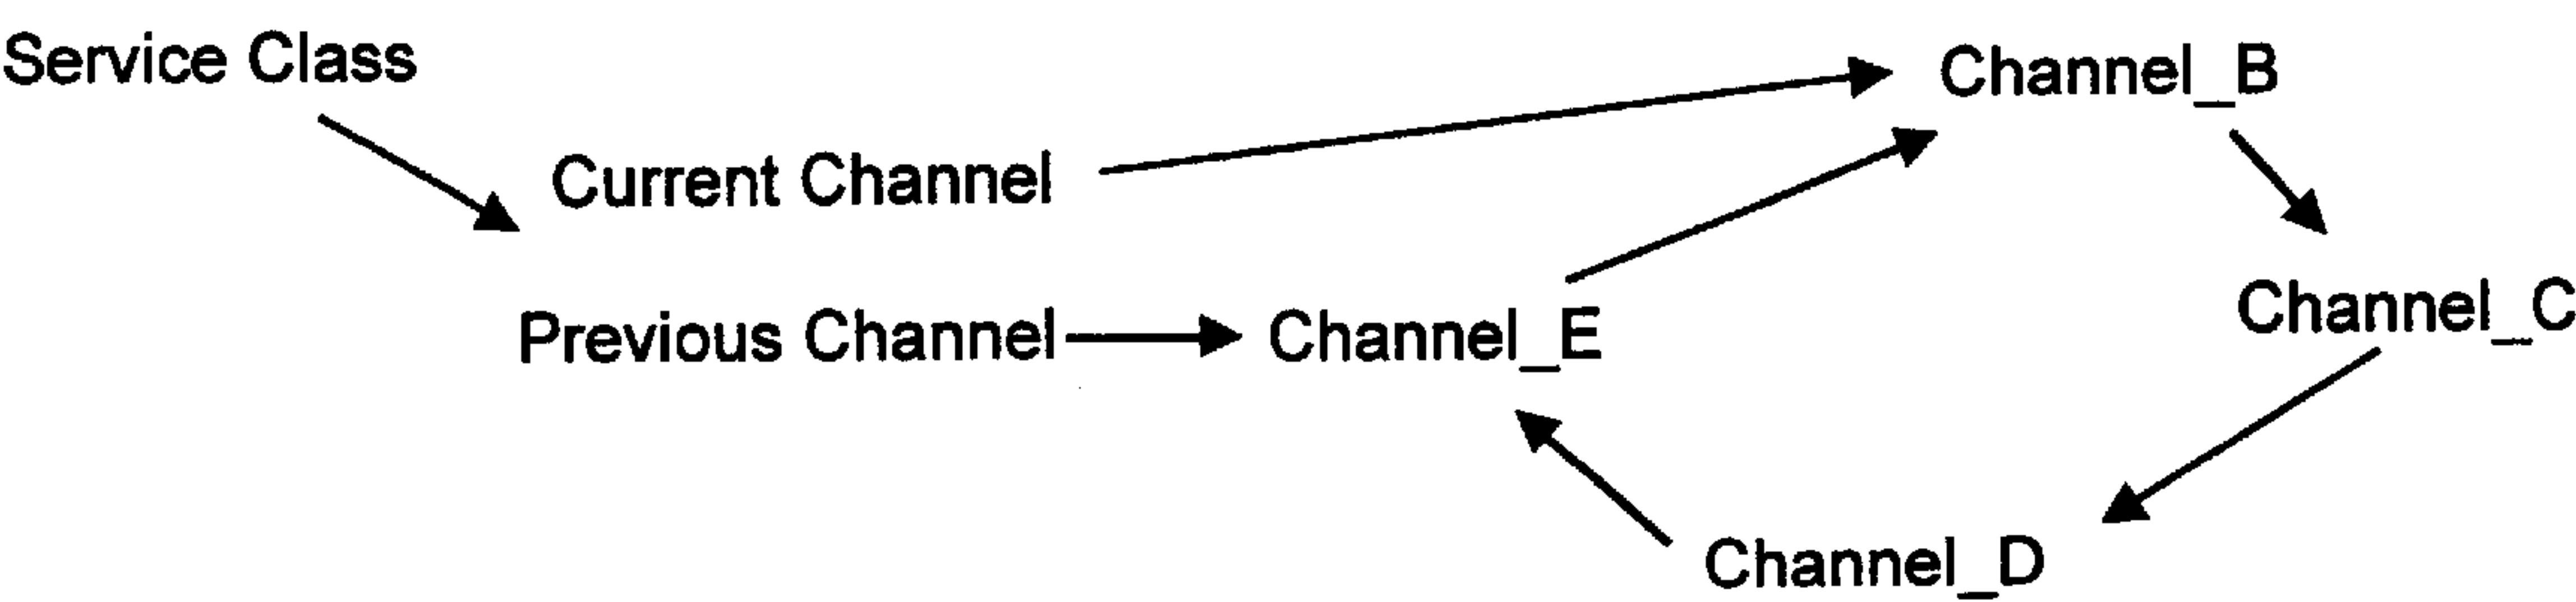 Service Class
Channel_B
Current Channel
Channel_C
Previous Channel
Channel_E
Channel_D